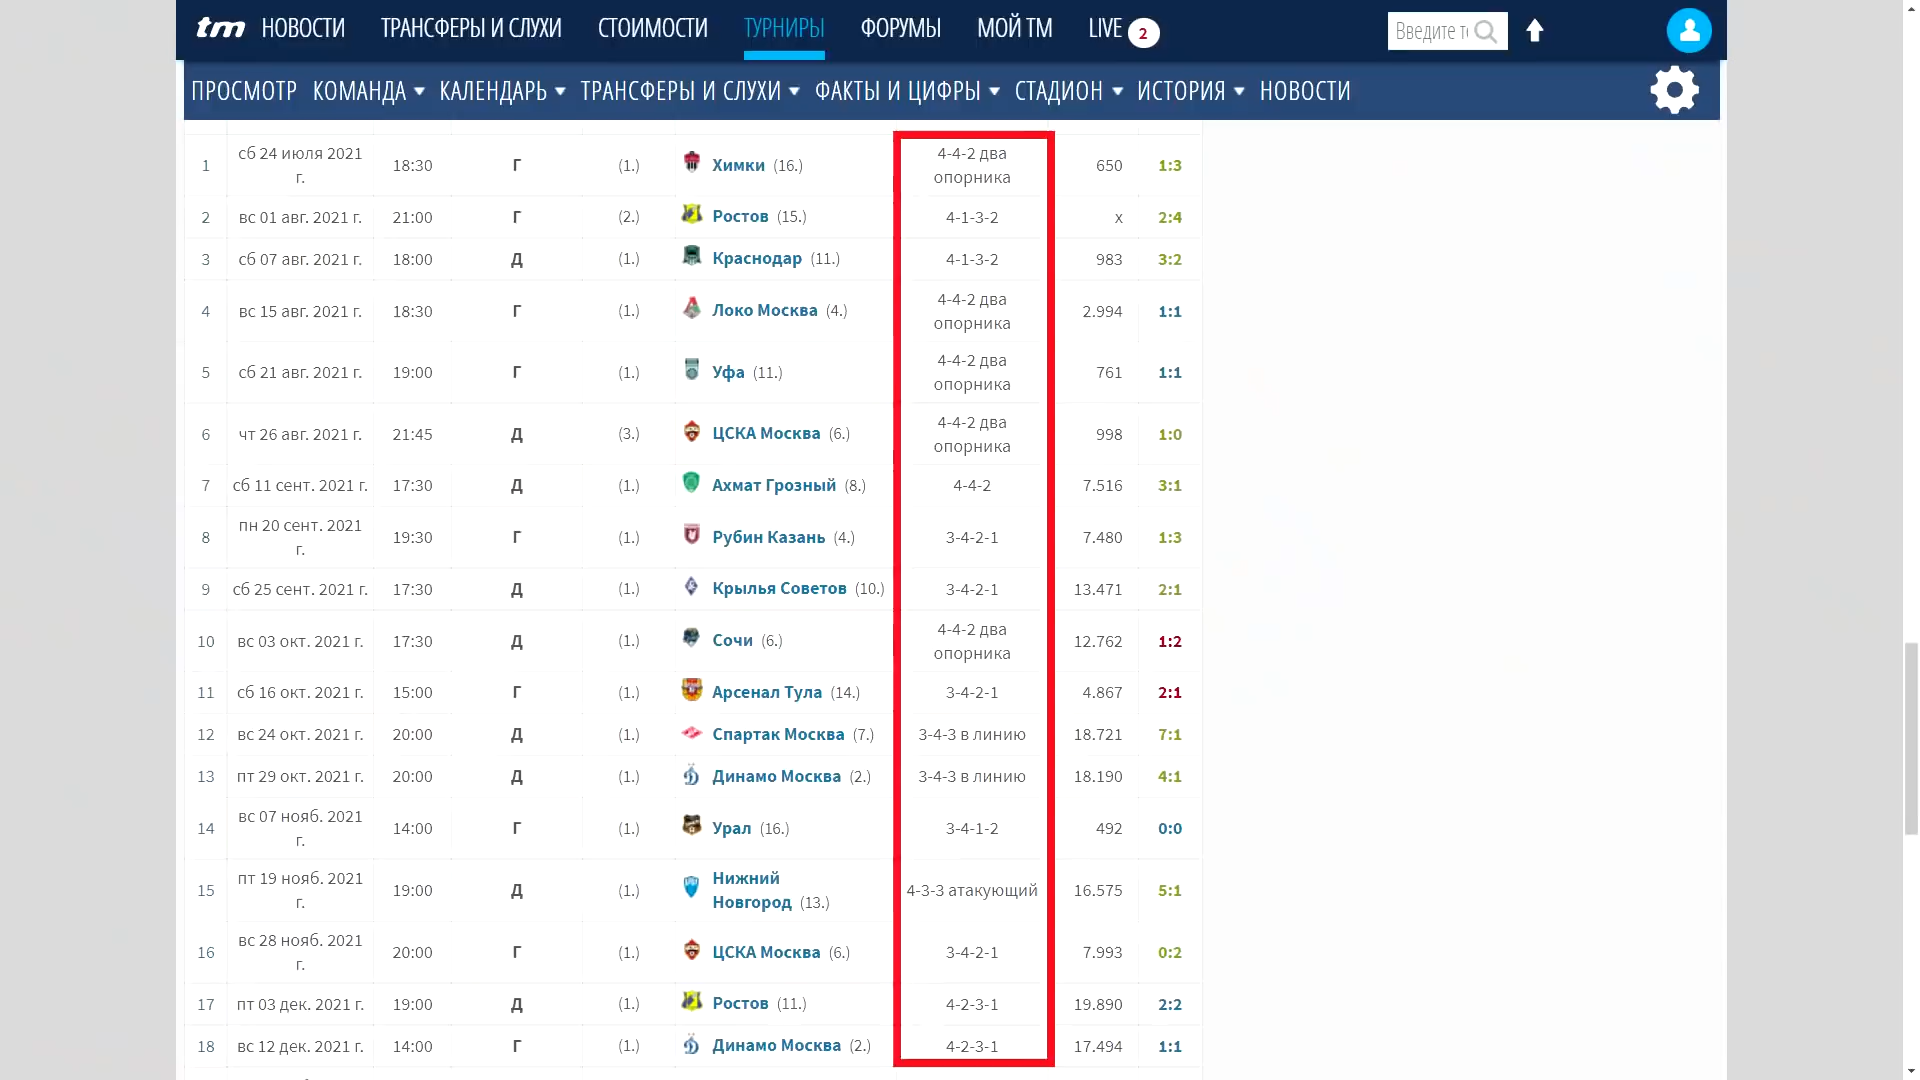 tm НОВОСТИ ТРАНСФЕРЫ И СЛУХИ СТОИМОСТИ ТУРНИРЫ ФОРУМЫ МОЙ ТМ LIVE 2 Введите
ПРОСМОТР КОМАНДА КАЛЕНДАРЬ ТРАНСФЕРЫ И СЛУХИ ФАКТЫ И ЦИФРЫ СТАДИОН ИСТОРИЯ НОВОСТИ
1 сб 24 июля 2021 г. 18:30 Г (1.) Химки (16.) 4-4-2 два опорника 650 1:3
2 вс 01 авг. 2021 г. 21:00 Г (2.) Ростов (15.) 4-1-3-2 x 2:4
3 сб 07 авг. 2021 г. 18:00 Д (1.) Краснодар (11.) 4-1-3-2 983 3:2
4 вс 15 авг. 2021 г. 18:30 Г (1.) Локо Москва (4.) 4-4-2 два опорника 2.994 1:1
5 сб 21 авг. 2021 г. 19:00 Г (1.) Уфа (11.) 4-4-2 два опорника 761 1:1
6 чт 26 авг. 2021 г. 21:45 Д (3.) ЦСКА Москва (6.) 4-4-2 два опорника 998 1:0
7 сб 11 сент. 2021 г. 17:30 Д (1.) Ахмат Грозный (8.) 4-4-2 7.516 3:1
8 пн 20 сент. 2021 г. 19:30 Г (1.) Рубин Казань (4.) 3-4-2-1 7.480 1:3
9 сб 25 сент. 2021 г. 17:30 Д (1.) Крылья Советов (10.) 3-4-2-1 13.471 2:1
10 вс 03 окт. 2021 г. 17:30 Д (1.) Сочи (6.) 4-4-2 два опорника 12.762 1:2
11 сб 16 окт. 2021 г. 15:00 Г (1.) Арсенал Тула (14.) 3-4-2-1 4.867 2:1
12 вс 24 окт. 2021 г. 20:00 Д (1.) Спартак Москва (7.) 3-4-3 в линию 18.721 7:1
13 пт 29 окт. 2021 г. 20:00 Д (1.) Динамо Москва (2.) 3-4-3 в линию 18.190 4:1
14 вс 07 нояб. 2021 г. 14:00 Г (1.) Урал (16.) 3-4-1-2 492 0:0
15 пт 19 нояб. 2021 г. 19:00 Д (1.) Нижний Новгород (13.) 4-3-3 атакующий 16.575 5:1
16 вс 28 нояб. 2021 г. 20:00 Г (1.) ЦСКА Москва (6.) 3-4-2-1 7.993 0:2
17 пт 03 дек. 2021 г. 19:00 Д (1.) Ростов (11.) 4-2-3-1 19.890 2:2
18 вс 12 дек. 2021 г. 14:00 Г (1.) Динамо Москва (2.) 4-2-3-1 17.494 1:1